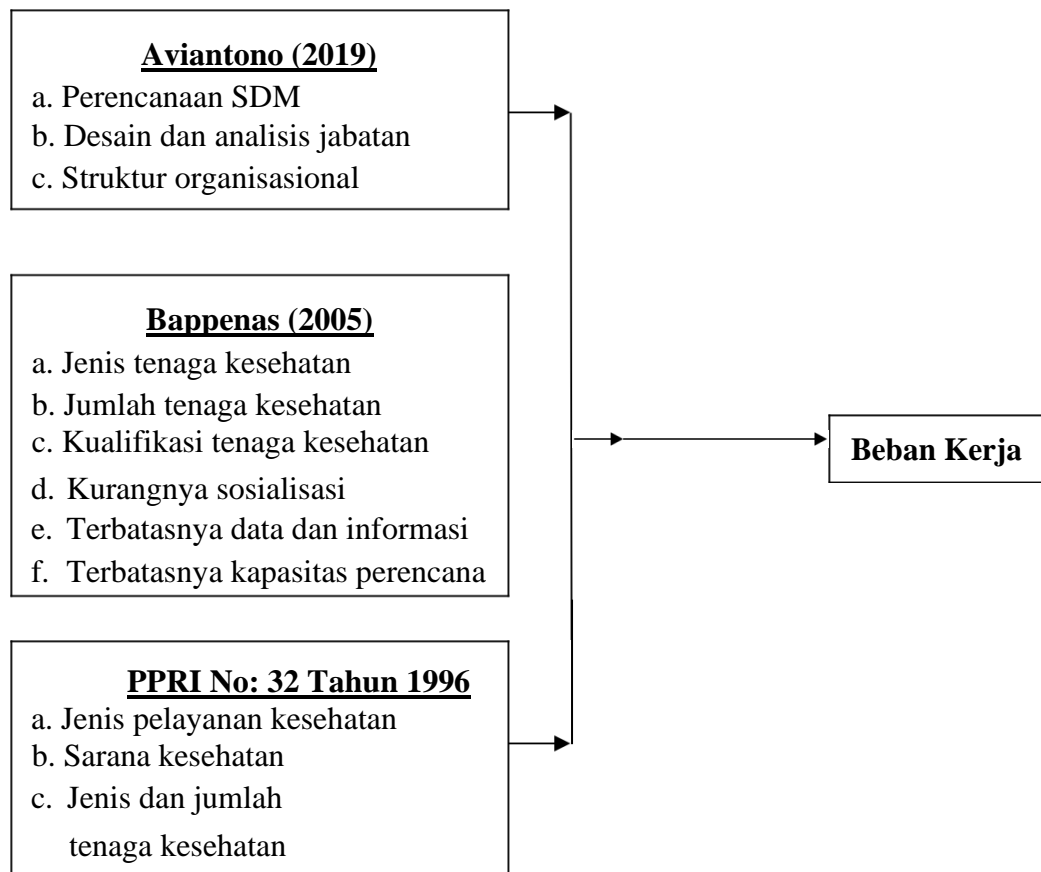 Aviantono (2019)
a. Perencanaan SDM
b. Desain dan analisis jabatan
c. Struktur organisasional
Bappenas (2005)
a. Jenis tenaga kesehatan
b. Jumlah tenaga kesehatan
c. Kualifikasi tenaga kesehatan
d. Kurangnya sosialisasi
e. Terbatasnya data dan informasi
f. Terbatasnya kapasitas perencana
PPRI No: 32 Tahun 1996
a. Jenis pelayanan kesehatan
b. Sarana kesehatan
c. Jenis dan jumlah
tenaga kesehatan
Beban Kerja